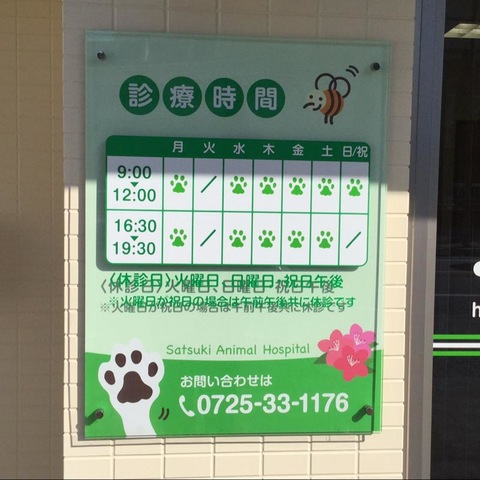 診療時間
月 火 水 木 金 土 日/祝
9:00
12:00
/
16:30
19:30
/ /
(休診日)火曜日、日曜日・祝日午後
※火曜日が祝日の場合は午前午後共に休診です
Satsuki Animal Hospital
お問い合わせは
0725-33-1176
h